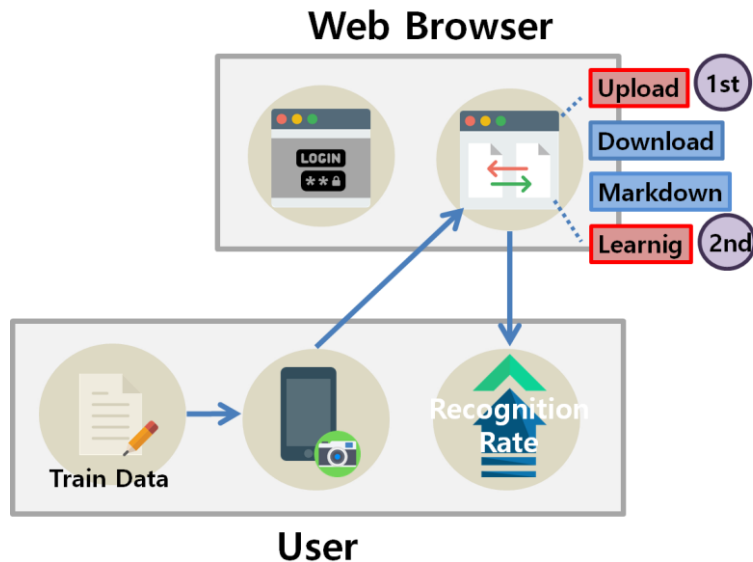 Web Browser
Upload
1st
Download
LOGIN
**
Markdown
Learnig
2nd
Recognition
Rate
Train Data
User